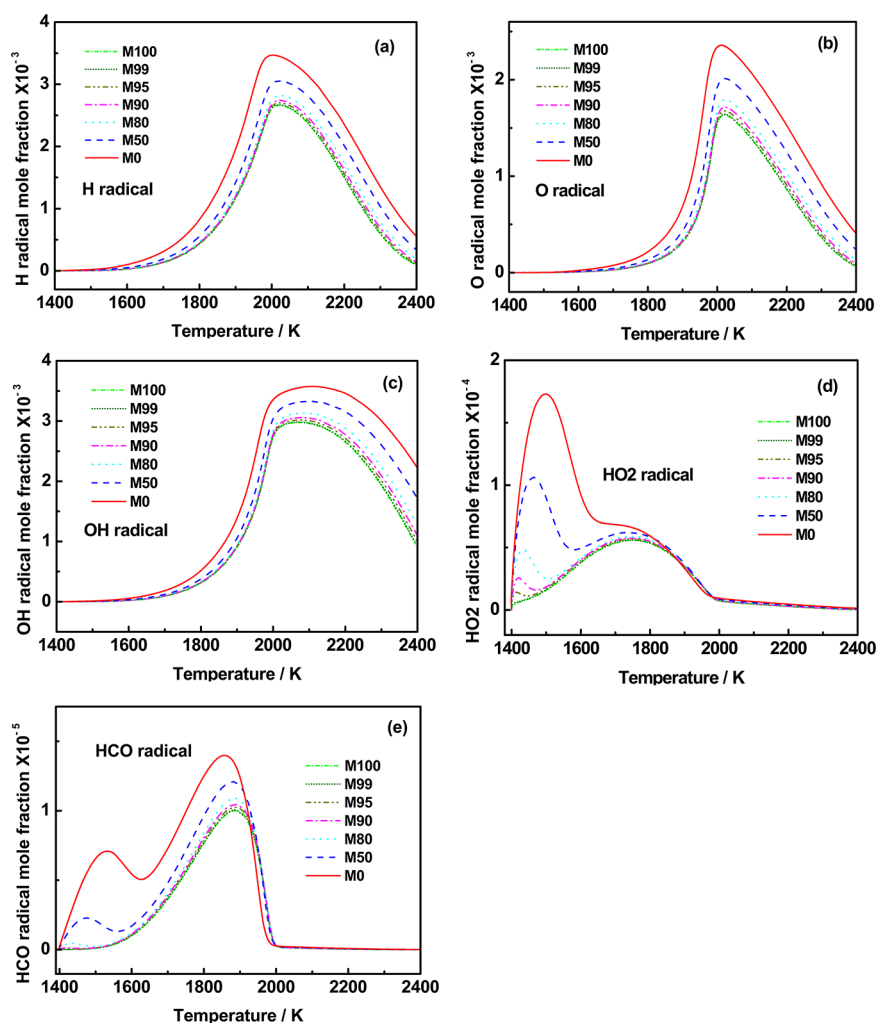 4
3
2
1
0
H radical mole fraction X10⁻³
(a)
M100
M99
M95
M90
M80
M50
M0
H radical
1400 1600 1800 2000 2200 2400
Temperature / K
2
1
0
O radical mole fraction X10⁻³
(b)
M100
M99
M95
M90
M80
M50
M0
O radical
1400 1600 1800 2000 2200 2400
Temperature / K
4
3
2
1
0
OH radical mole fraction X10⁻³
(c)
M100
M99
M95
M90
M80
M50
M0
OH radical
1400 1600 1800 2000 2200 2400
Temperature / K
2
1
0
HO2 radical mole fraction X10⁻⁴
(d)
HO2 radical
M100
M99
M95
M90
M80
M50
M0
1400 1600 1800 2000 2200 2400
Temperature / K
1
0
HCO radical mole fraction X10⁻⁵
(e)
HCO radical
M100
M99
M95
M90
M80
M50
M0
1400 1600 1800 2000 2200 2400
Temperature / K